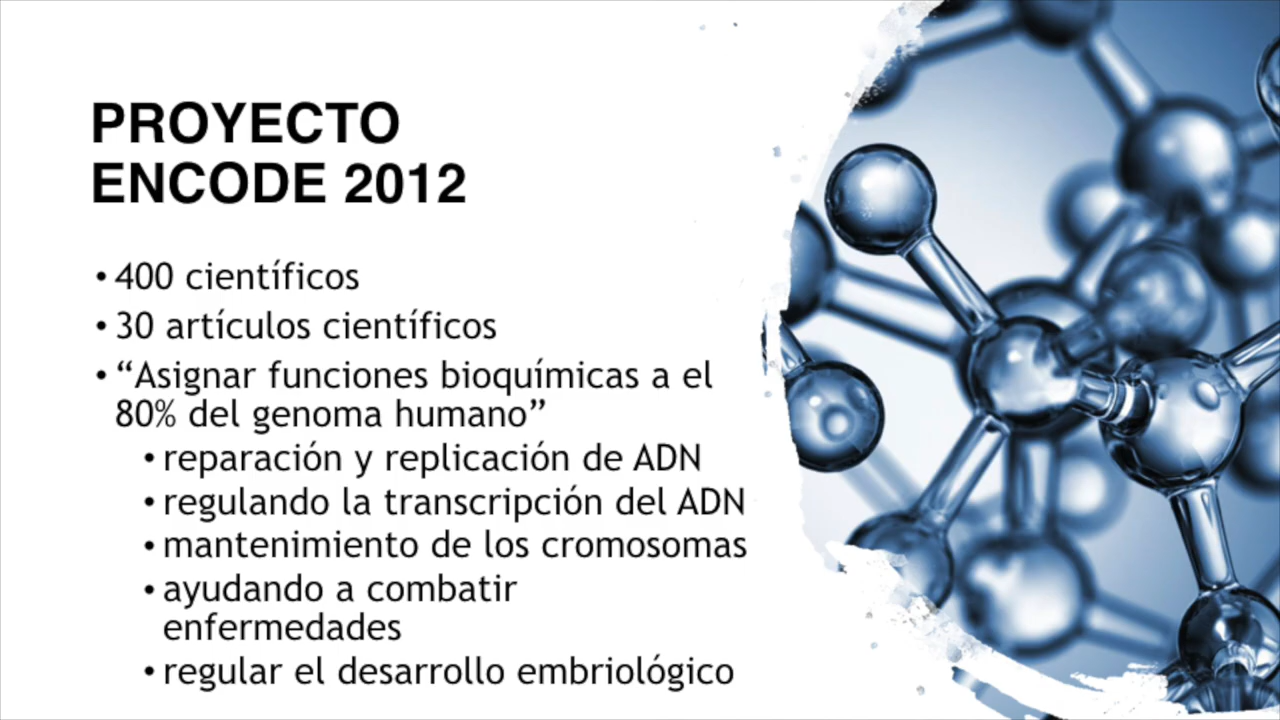 PROYECTO
ENCODE 2012
• 400 científicos
• 30 artículos científicos
• “Asignar funciones bioquímicas a el
80% del genoma humano”
• reparación y replicación de ADN
• regulando la transcripción del ADN
• mantenimiento de los cromosomas
• ayudando a combatir
enfermedades
• regular el desarrollo embriológico